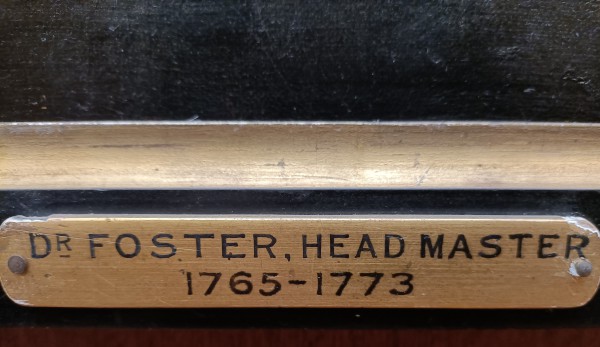 DR FOSTER, HEAD MASTER
1765-1773